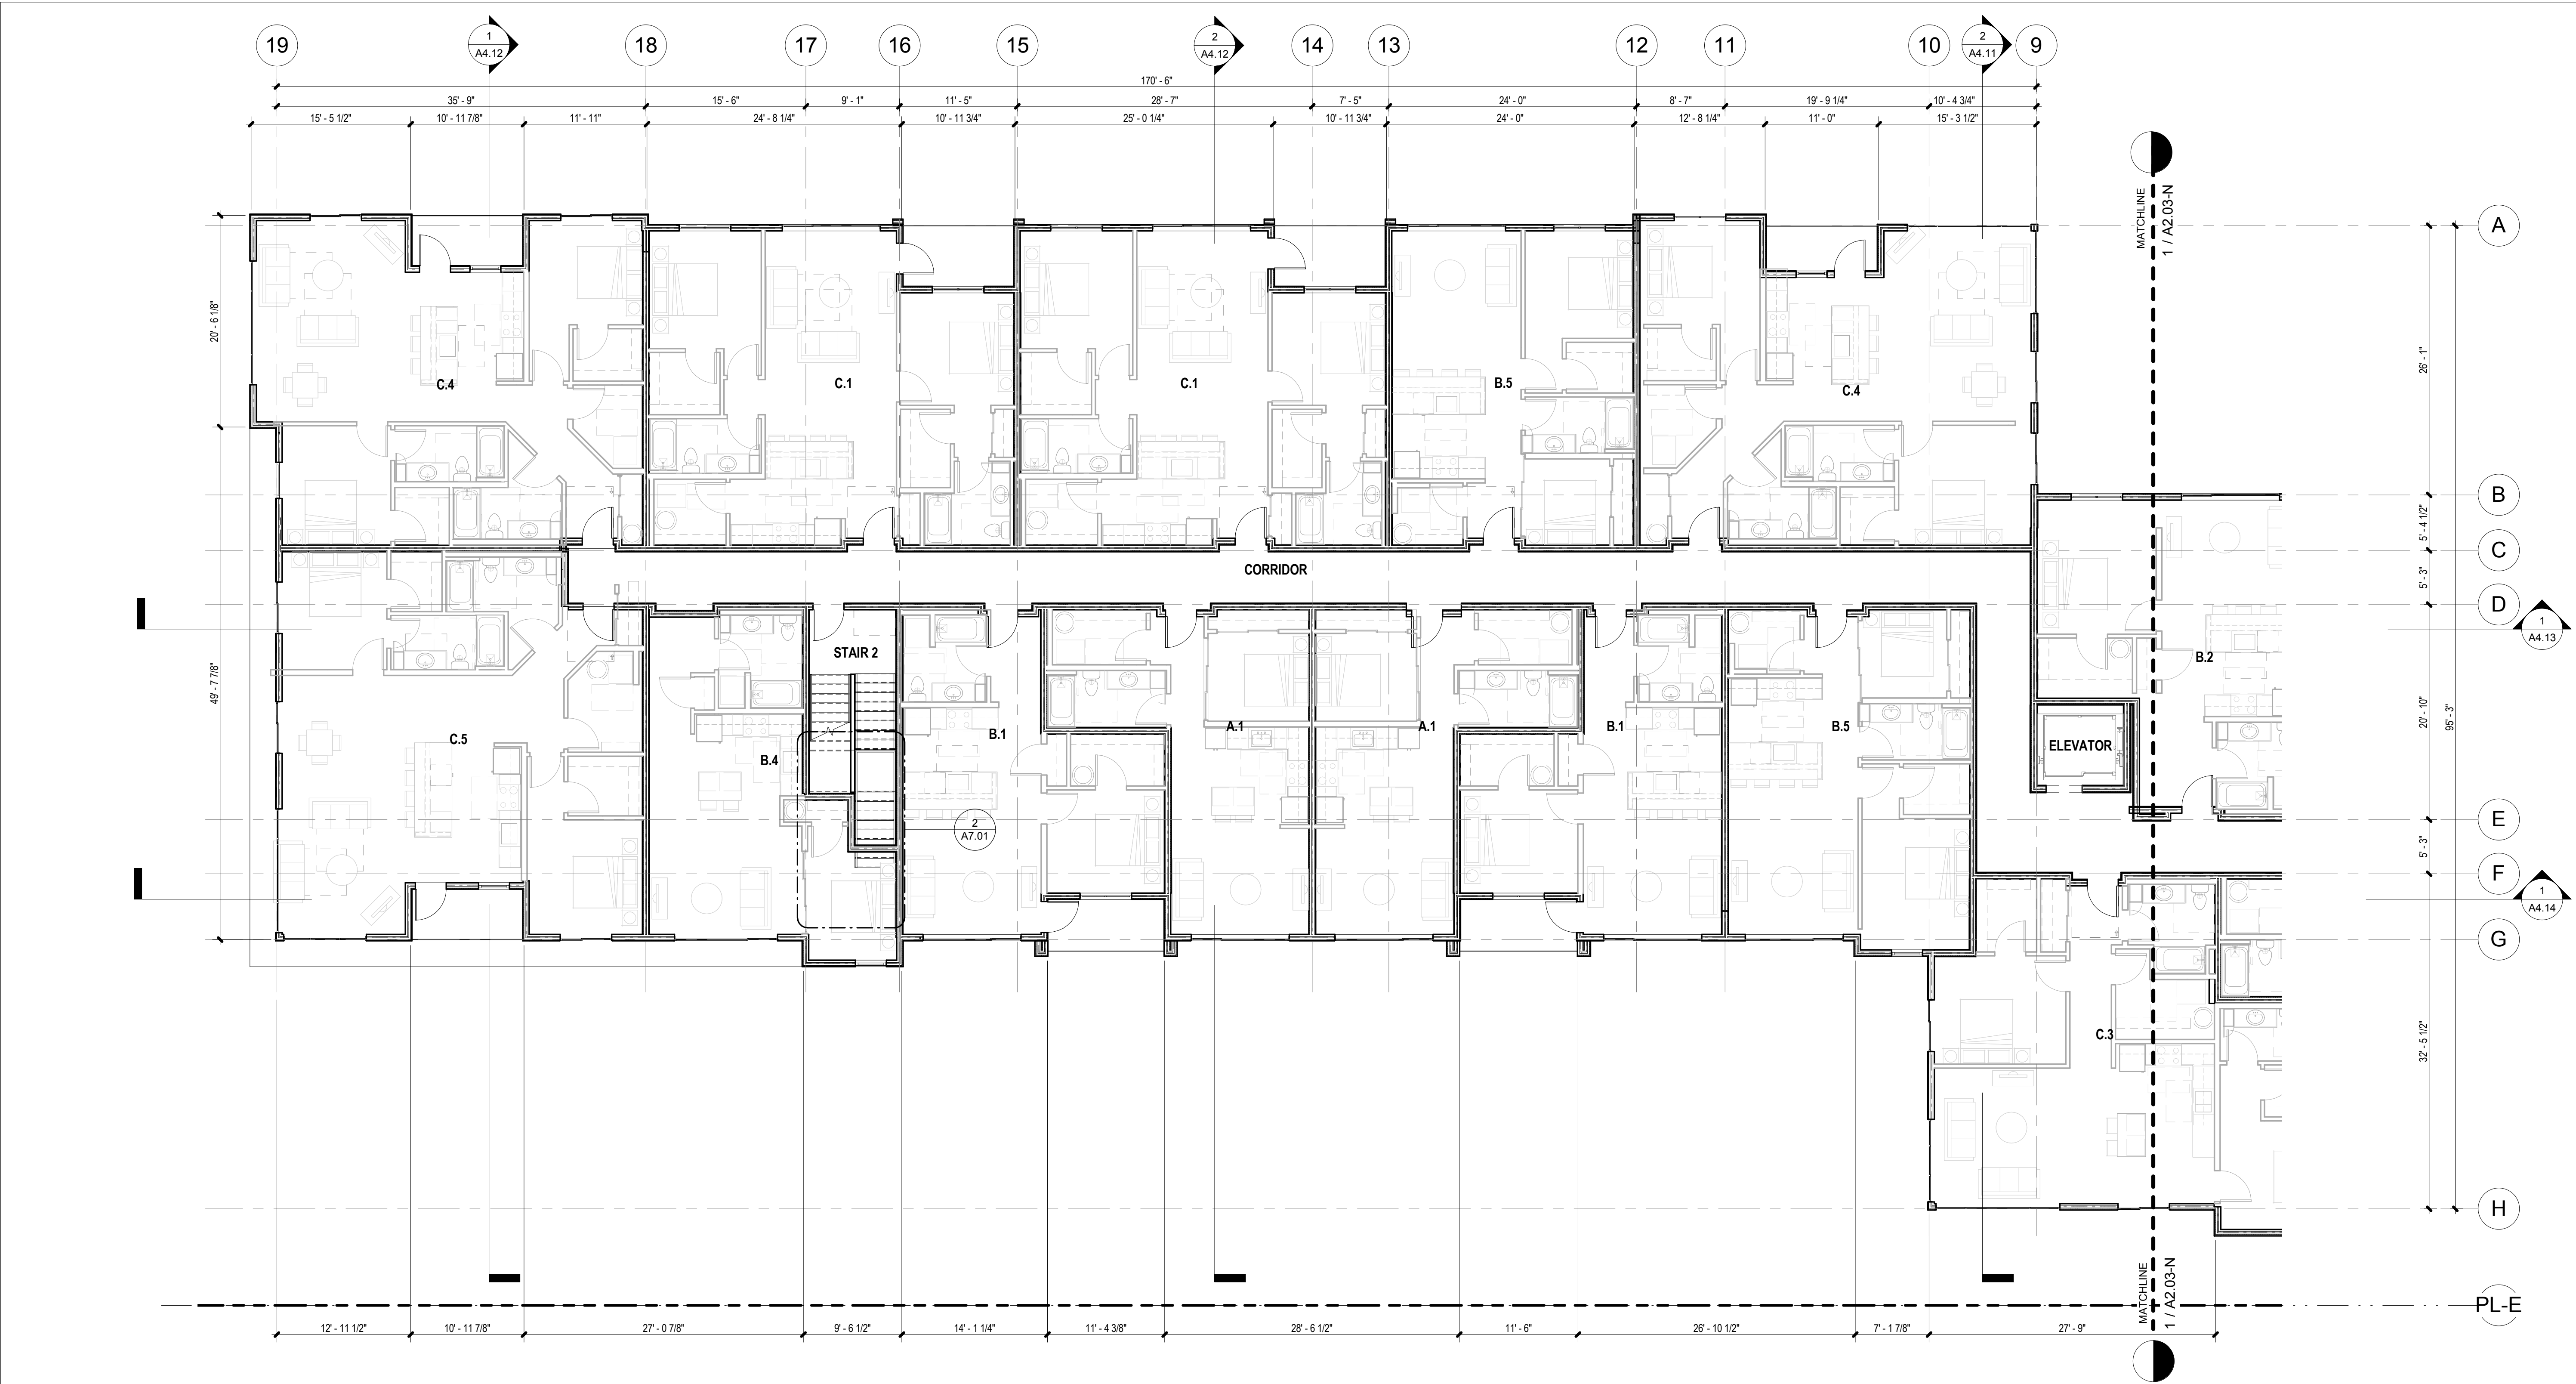 19
1
A4.12
18
17
16
15
2
A4.12
14
13
12
11
10
2
A4.11
9
170' - 6"
35' - 9"
15' - 6"
9' - 1"
11' - 5"
28' - 7"
7' - 5"
24' - 0"
8' - 7"
19' - 9 1/4"
10' - 4 3/4"
15' - 5 1/2"
10' - 11 7/8"
11' - 11"
24' - 8 1/4"
10' - 11 3/4"
25' - 0 1/4"
10' - 11 3/4"
24' - 0"
12' - 8 1/4"
11' - 0"
15' - 3 1/2"
MATCHLINE
1 / A2.03-N
A
20' - 6 1/8"
26' - 1"
C.4
C.1
C.1
B.5
C.4
B
5' - 4 1/2"
C
CORRIDOR
5' - 3"
D
1
A4.13
STAIR 2
B.2
49' - 7 7/8"
20' - 10"
95' - 3"
C.5
B.4
B.1
A.1
A.1
B.1
B.5
ELEVATOR
2
A7.01
E
5' - 3"
F
1
A4.14
G
C.3
32' - 5 1/2"
H
MATCHLINE
1 / A2.03-N
PL-E
12' - 11 1/2"
10' - 11 7/8"
27' - 0 7/8"
9' - 6 1/2"
14' - 1 1/4"
11' - 4 3/8"
28' - 6 1/2"
11' - 6"
26' - 10 1/2"
7' - 1 7/8"
27' - 9"